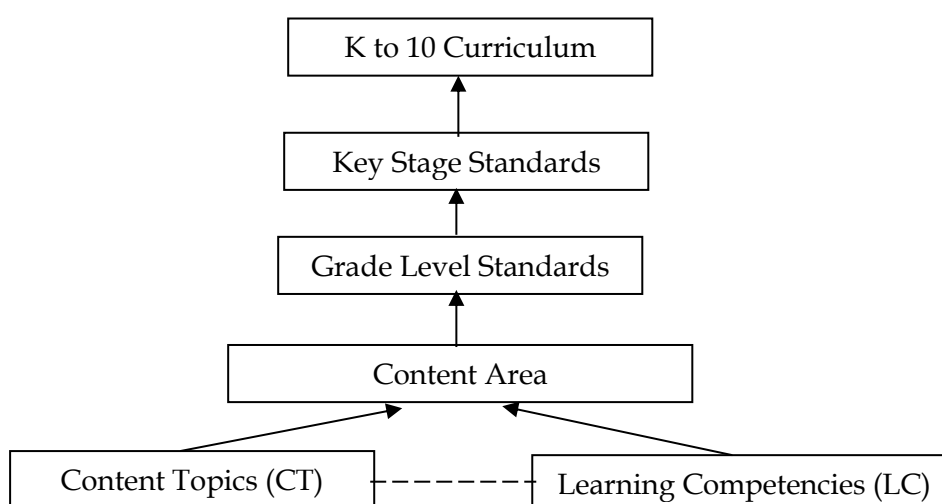 K to 10 Curriculum
Key Stage Standards
Grade Level Standards
Content Area
Content Topics (CT)
Learning Competencies (LC)